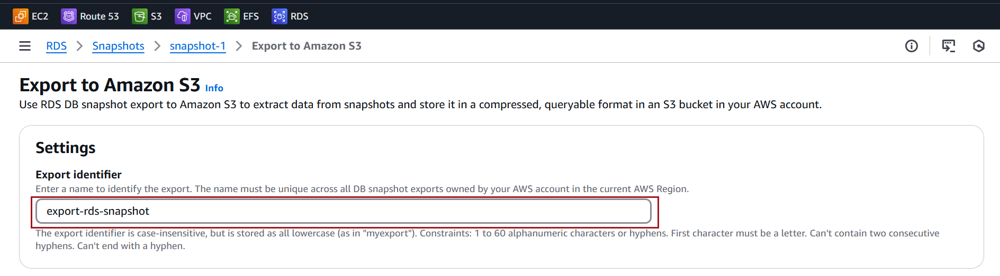 EC2 Route 53 S3 VPC EFS RDS
RDS > Snapshots > snapshot-1 > Export to Amazon S3
Export to Amazon S3 Info
Use RDS DB snapshot export to Amazon S3 to extract data from snapshots and store it in a compressed, queryable format in an S3 bucket in your AWS account.
Settings
Export identifier
Enter a name to identify the export. The name must be unique across all DB snapshot exports owned by your AWS account in the current AWS Region.
export-rds-snapshot
The export identifier is case-insensitive, but is stored as all lowercase (as in "myexport"). Constraints: 1 to 60 alphanumeric characters or hyphens. First character must be a letter. Can't contain two consecutive
hyphens. Can't end with a hyphen.